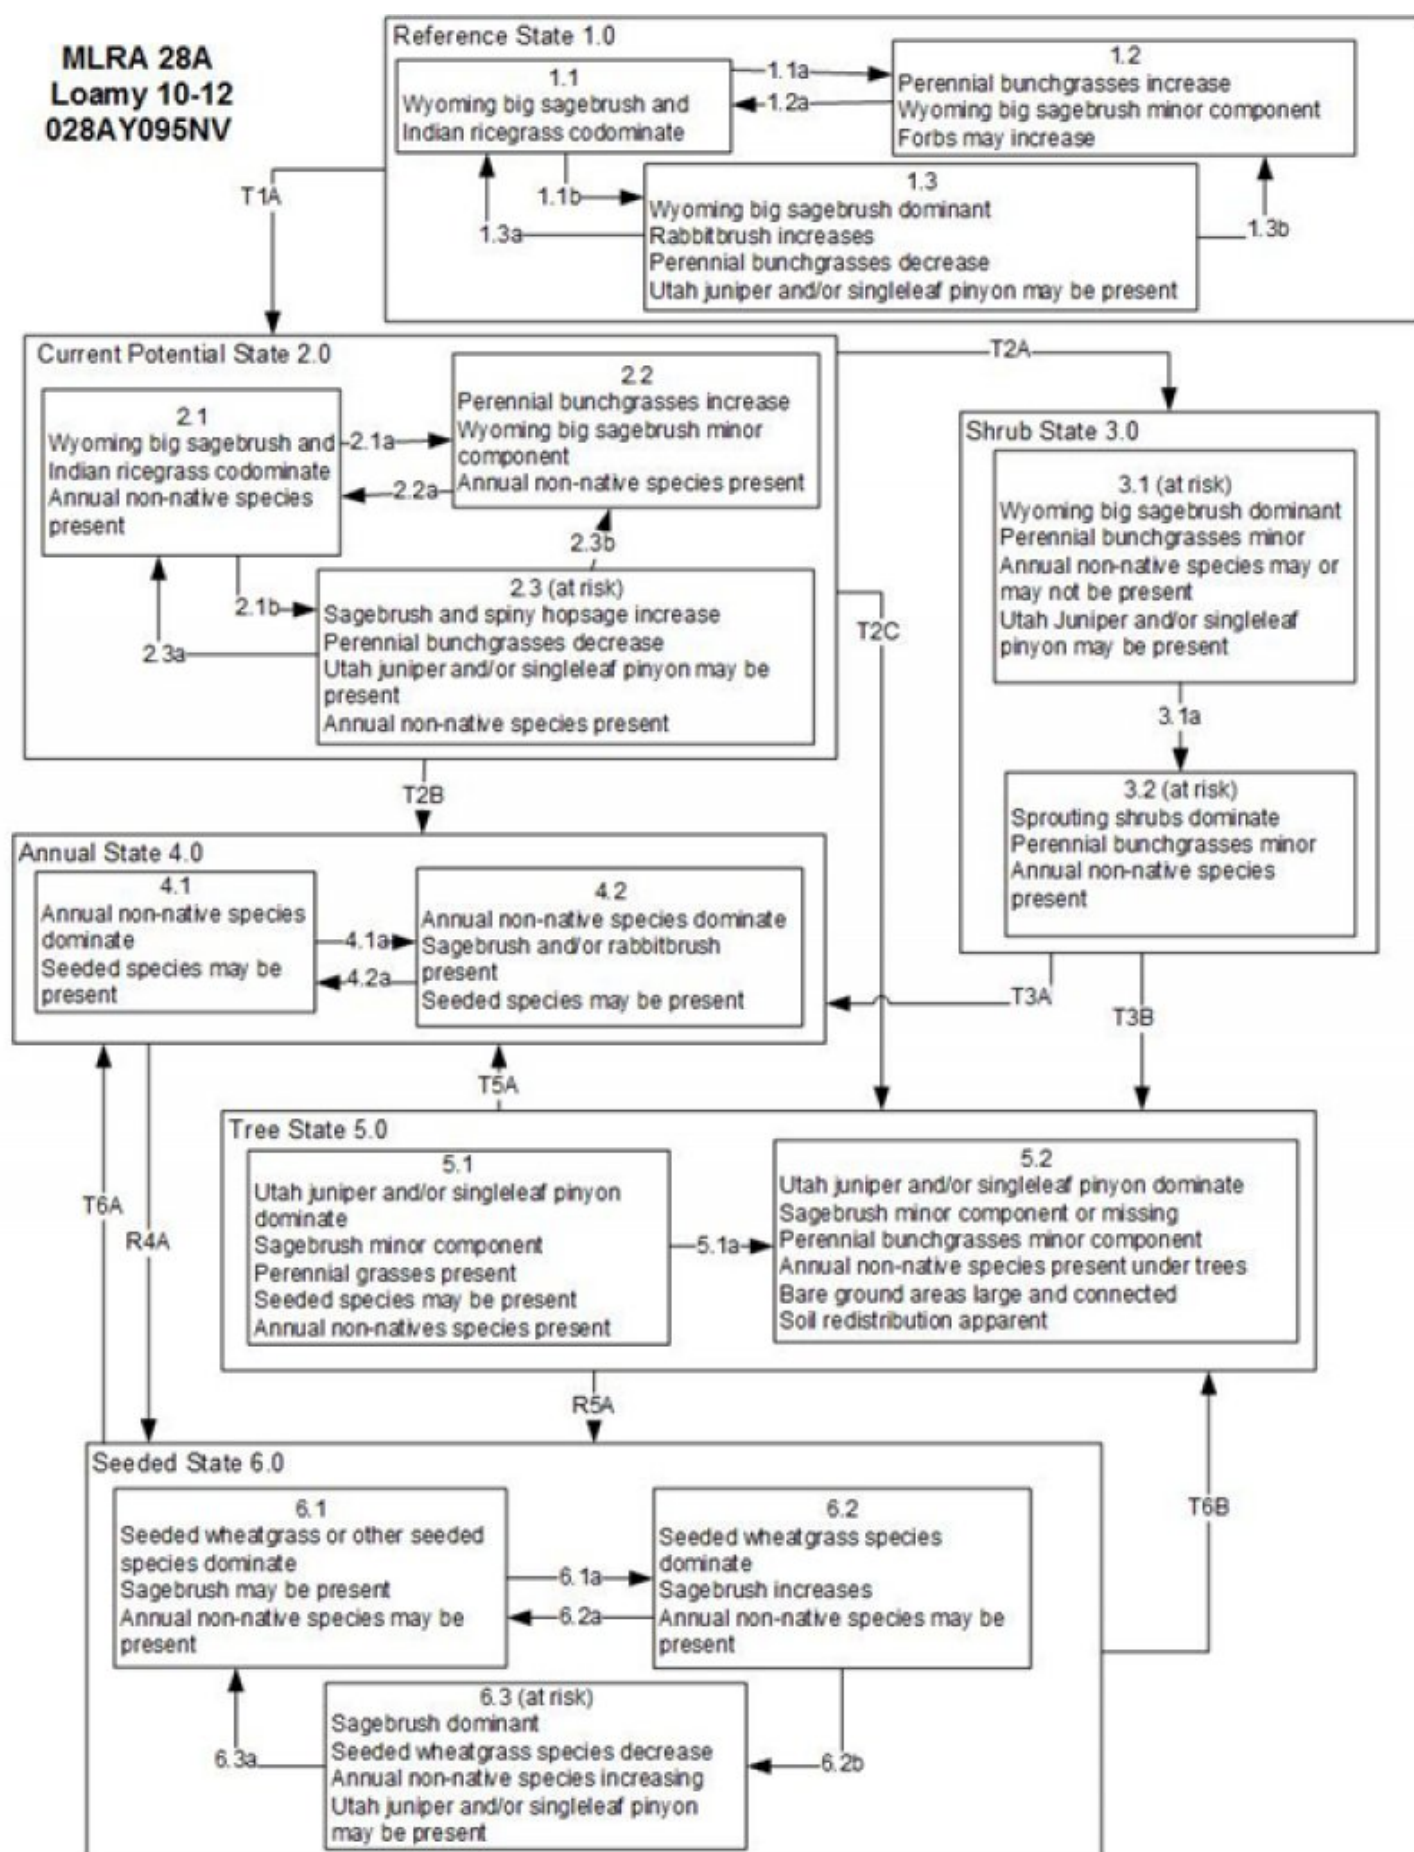 MLRA 28A
Loamy 10-12
028AY095NV
Reference State 1.0
1.1
Wyoming big sagebrush and
Indian ricegrass codominate
1.1a
1.2a
1.2
Perennial bunchgrasses increase
Wyoming big sagebrush minor component
Forbs may increase
1.1b
1.3a
1.3
Wyoming big sagebrush dominant
Rabbitbrush increases
Perennial bunchgrasses decrease
Utah juniper and/or singleleaf pinyon may be present
1.3b
T1A
Current Potential State 2.0
2.1
Wyoming big sagebrush and
Indian ricegrass codominate
Annual non-native species
present
2.1a
2.2a
2.2
Perennial bunchgrasses increase
Wyoming big sagebrush minor
component
Annual non-native species present
2.3b
2.1b
2.3a
2.3 (at risk)
Sagebrush and spiny hopsage increase
Perennial bunchgrasses decrease
Utah juniper and/or singleleaf pinyon may be
present
Annual non-native species present
T2A
T2C
T2B
Shrub State 3.0
3.1 (at risk)
Wyoming big sagebrush dominant
Perennial bunchgrasses minor
Annual non-native species may or
may not be present
Utah Juniper and/or singleleaf
pinyon may be present
3.1a
3.2 (at risk)
Sprouting shrubs dominate
Perennial bunchgrasses minor
Annual non-native species
present
T3A
T3B
Annual State 4.0
4.1
Annual non-native species
dominate
Seeded species may be
present
4.1a
4.2a
4.2
Annual non-native species dominate
Sagebrush and/or rabbitbrush
present
Seeded species may be present
T5A
T6A
R4A
Tree State 5.0
5.1
Utah juniper and/or singleleaf pinyon
dominate
Sagebrush minor component
Perennial grasses present
Seeded species may be present
Annual non-natives species present
5.1a
5.2
Utah juniper and/or singleleaf pinyon dominate
Sagebrush minor component or missing
Perennial bunchgrasses minor component
Annual non-native species present under trees
Bare ground areas large and connected
Soil redistribution apparent
R5A
T6B
Seeded State 6.0
6.1
Seeded wheatgrass or other seeded
species dominate
Sagebrush may be present
Annual non-native species may be
present
6.1a
6.2a
6.2
Seeded wheatgrass species
dominate
Sagebrush increases
Annual non-native species may be
present
6.3a
6.3 (at risk)
Sagebrush dominant
Seeded wheatgrass species decrease
Annual non-native species increasing
Utah juniper and/or singleleaf pinyon
may be present
6.2b